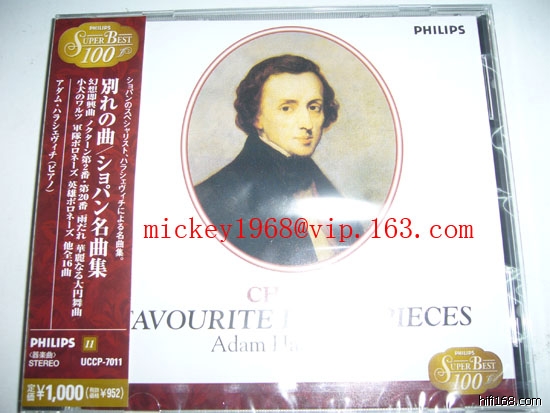 PHILIPS
SUPER BEST
100
ショパンのスペシャリスト、ハラシェヴィチによる名曲集。
別れの曲/ショパン名曲集
幻想即興曲 ノクターン第2番・第20番 雨だれ 華麗なる大円舞曲
小犬のワルツ 軍隊ポロネーズ 英雄ポロネーズ 他全16曲
アダム・ハラシェヴィチ(ピアノ)
PHILIPS 11
〈器楽曲〉
STEREO
UCCP-7011
定価¥1,000
¥952
PHILIPS
mickey1968@vip.163.com
CH
FAVOURITE PIECES
Adam Ha
PHILIPS
SUPER BEST
100
hifi168.com